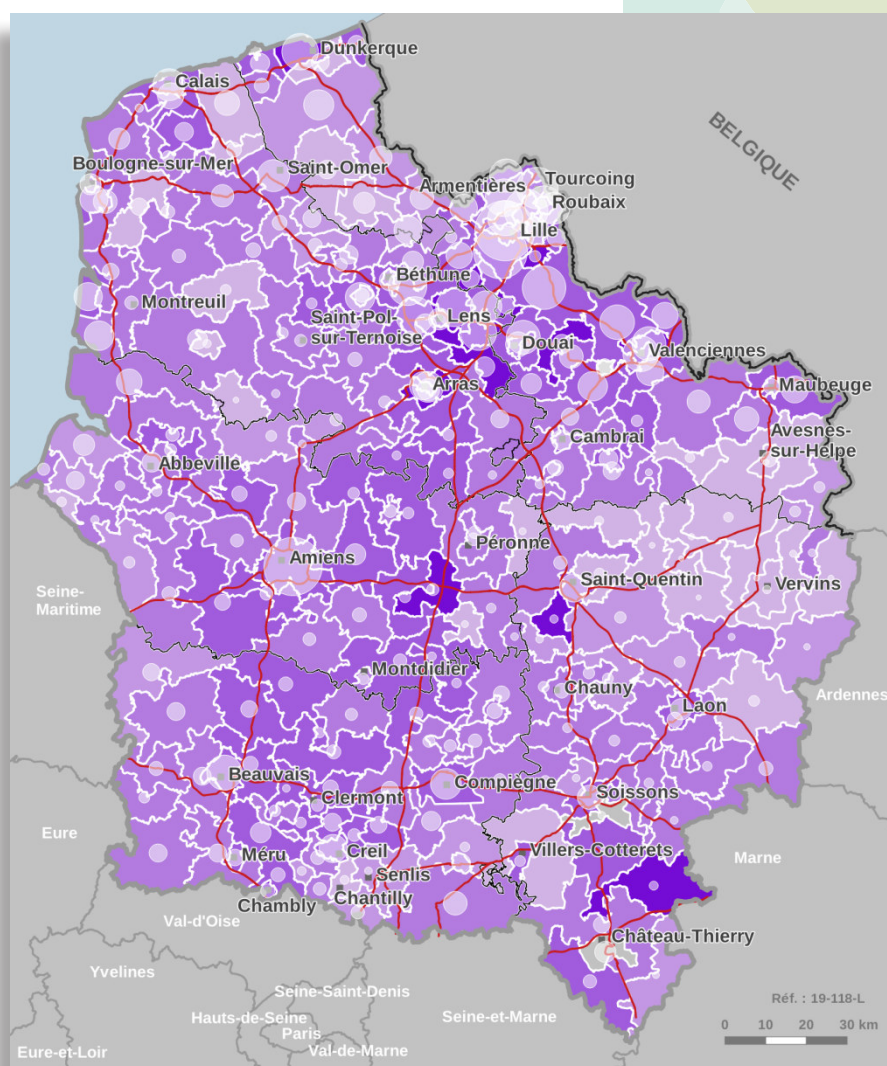 Dunkerque
Calais
BELGIQUE
Boulogne-sur-Mer
Saint-Omer
Armentières
Tourcoing
Roubaix
Lille
Béthune
Montreuil
Saint-Pol-
sur-Ternoise
Lens
Douai
Valenciennes
Arras
Maubeuge
Cambrai
Avesnes-
sur-Helpe
Abbeville
Péronne
Amiens
Saint-Quentin
Vervins
Seine-
Maritime
Montdidier
Chauny
Laon
Ardennes
Beauvais
Clermont
Compiègne
Soissons
Eure
Méru
Creil
Villers-Cotterets
Marne
Senlis
Chambly
Chantilly
Val-d'Oise
Château-Thierry
Yvelines
Seine-Saint-Denis
Réf. : 19-118-L
Hauts-de-Seine
Paris
Seine-et-Marne
0 10 20 30 km
Eure-et-Loir
Val-de-Marne